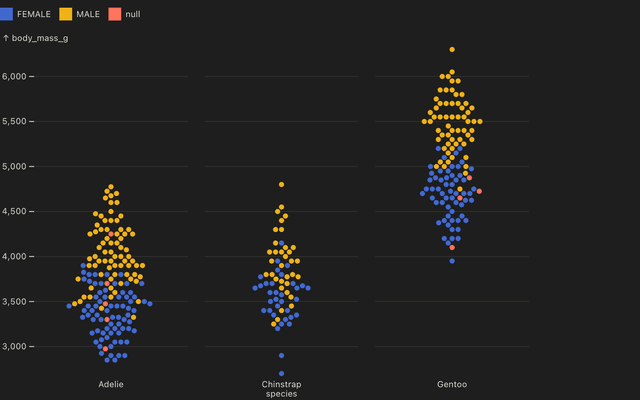 FEMALE MALE null
↑ body_mass_g
6,000
5,500
5,000
4,500
4,000
3,500
3,000
Adelie Chinstrap Gentoo
species